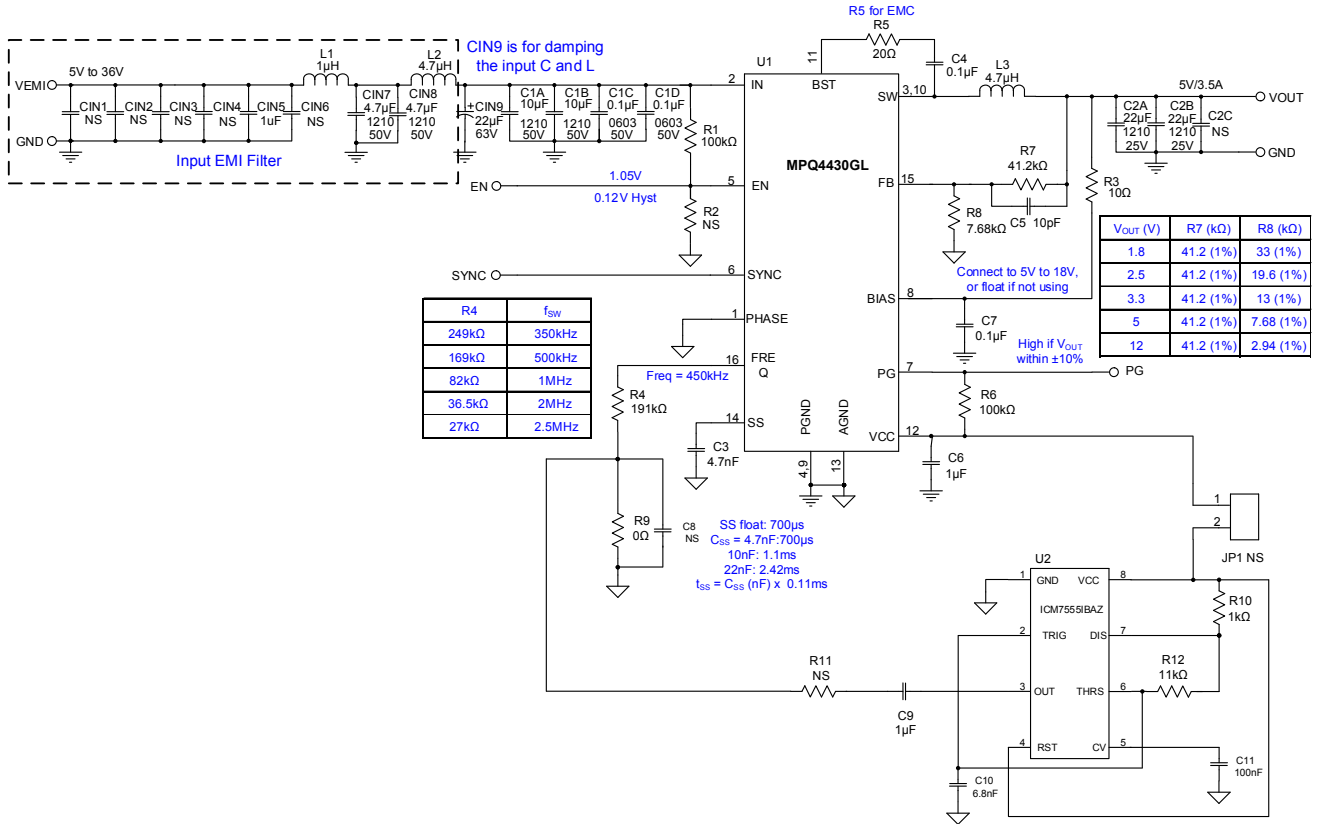 R5 for EMC
R5
20Ω
C4
0.1µF
L3
4.7µH
5V/3.5A
VOUT
GND
C2A
22µF
1210
25V
C2B
22µF
1210
25V
C2C
NS
VEMI
5V to 36V
GND
CIN1
NS
CIN2
NS
CIN3
NS
CIN4
NS
CIN5
1uF
CIN6
NS
L1
1µH
CIN7
4.7µF
1210
50V
CIN8
4.7µF
1210
50V
L2
4.7µH
Input EMI Filter
CIN9 is for damping
the input C and L
+
CIN9
22µF
63V
C1A
10µF
1210
50V
C1B
10µF
1210
50V
C1C
0.1µF
0603
50V
C1D
0.1µF
0603
50V
R1
100kΩ
EN
1.05V
0.12V Hyst
R2
NS
SYNC
U1
MPQ4430GL
2
IN
11
BST
SW
3,10
5
EN
15
FB
6
SYNC
1
PHASE
8
BIAS
16
FRE
Q
7
PG
14
SS
12
VCC
PGND
4,9
AGND
13
R7
41.2kΩ
C5
10pF
R8
7.68kΩ
R3
10Ω
Connect to 5V to 18V,
or float if not using
C7
0.1µF
High if VOUT
within ±10%
PG
R6
100kΩ
C6
1µF
VOUT (V) R7 (kΩ) R8 (kΩ)
1.8 41.2 (1%) 33 (1%)
2.5 41.2 (1%) 19.6 (1%)
3.3 41.2 (1%) 13 (1%)
5 41.2 (1%) 7.68 (1%)
12 41.2 (1%) 2.94 (1%)
R4 fSW
249kΩ 350kHz
169kΩ 500kHz
82kΩ 1MHz
36.5kΩ 2MHz
27kΩ 2.5MHz
Freq = 450kHz
R4
191kΩ
C3
4.7nF
R9
0Ω
C8
NS
SS float: 700µs
CSS = 4.7nF:700µs
10nF: 1.1ms
22nF: 2.42ms
tSS = CSS (nF) x 0.11ms
1
2
JP1 NS
U2
ICM7555IBAZ
1
GND
VCC
8
2
TRIG
DIS
7
3
OUT
THRS
6
4
RST
CV
5
R10
1kΩ
R12
11kΩ
R11
NS
C9
1µF
C10
6.8nF
C11
100nF